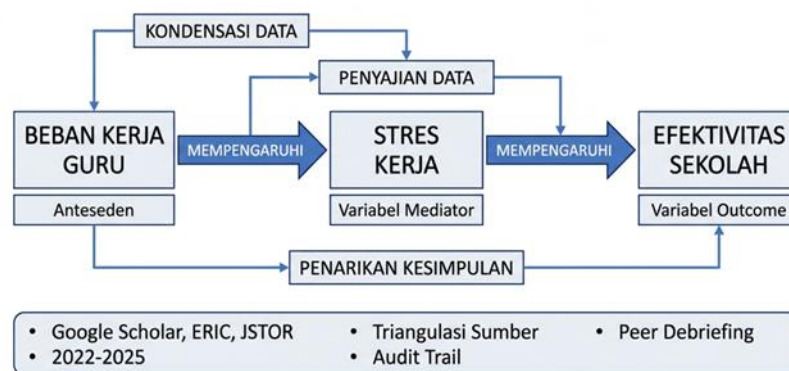 KONDENSASI DATA
PENYAJIAN DATA
BEBAN KERJA
GURU
MEMPENGARUHI
STRES
KERJA
MEMPENGARUHI
EFEKTIVITAS
SEKOLAH
Anteseden
Variabel Mediator
Variabel Outcome
PENARIKAN KESIMPULAN
• Google Scholar, ERIC, JSTOR
• 2022-2025
• Triangulasi Sumber
• Audit Trail
• Peer Debriefing